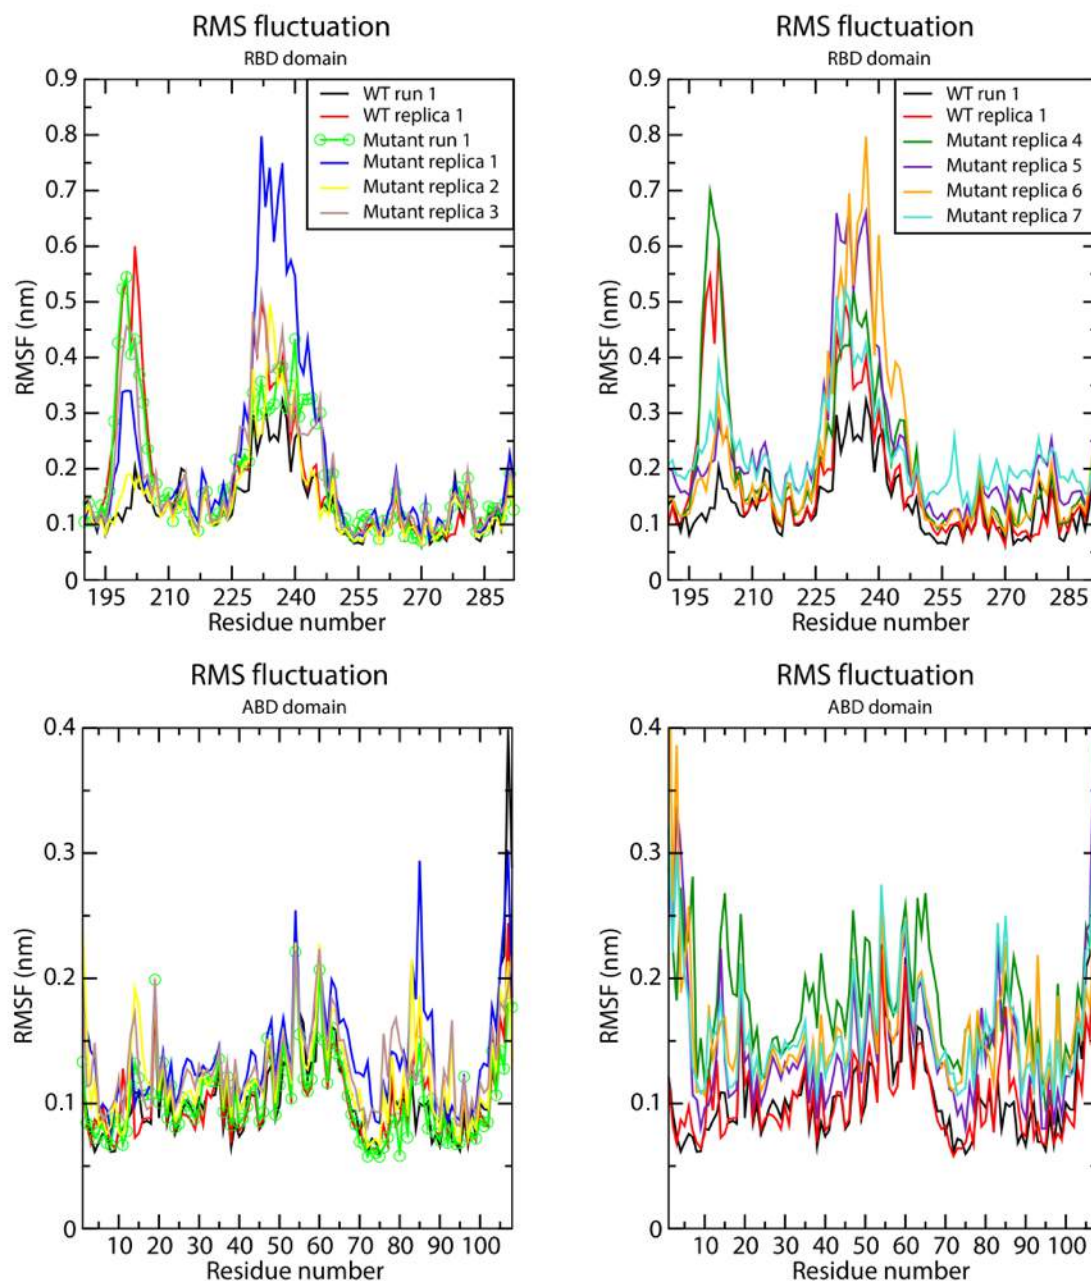 RMS fluctuation
RBD domain
0.9
0.8
0.7
0.6
0.5
0.4
0.3
0.2
0.1
0
RMSF (nm)
WT run 1
WT replica 1
Mutant run 1
Mutant replica 1
Mutant replica 2
Mutant replica 3
195 210 225 240 255 270 285
Residue number
RMS fluctuation
RBD domain
0.9
0.8
0.7
0.6
0.5
0.4
0.3
0.2
0.1
0
RMSF (nm)
WT run 1
WT replica 1
Mutant replica 4
Mutant replica 5
Mutant replica 6
Mutant replica 7
195 210 225 240 255 270 285
Residue number
RMS fluctuation
ABD domain
0.4
0.3
0.2
0.1
0
RMSF (nm)
10 20 30 40 50 60 70 80 90 100
Residue number
RMS fluctuation
ABD domain
0.4
0.3
0.2
0.1
0
RMSF (nm)
10 20 30 40 50 60 70 80 90 100
Residue number